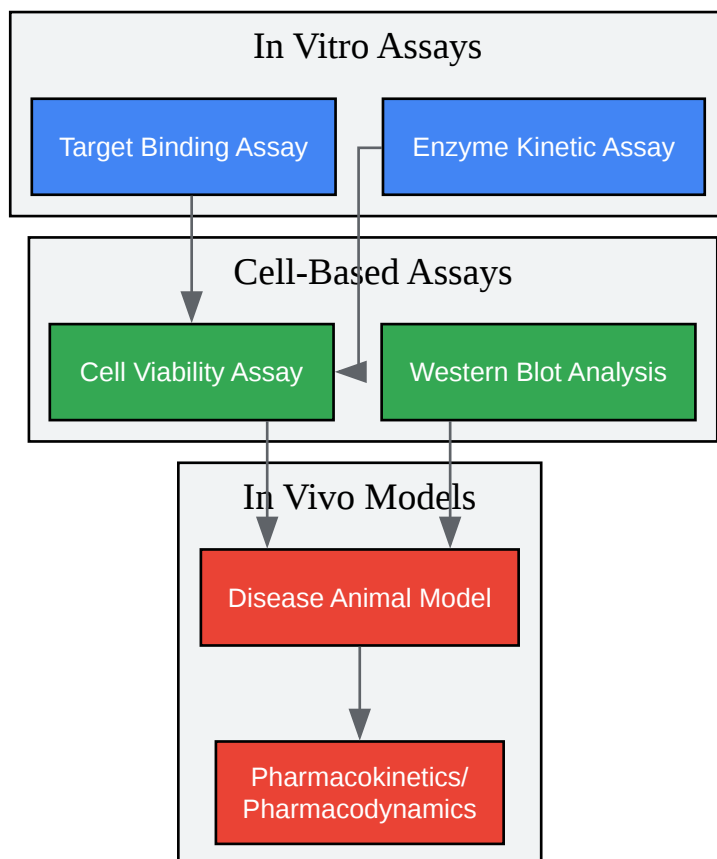 In Vitro Assays
Target Binding Assay
Enzyme Kinetic Assay
Cell-Based Assays
Cell Viability Assay
Western Blot Analysis
In Vivo Models
Disease Animal Model
Pharmacokinetics/
Pharmacodynamics